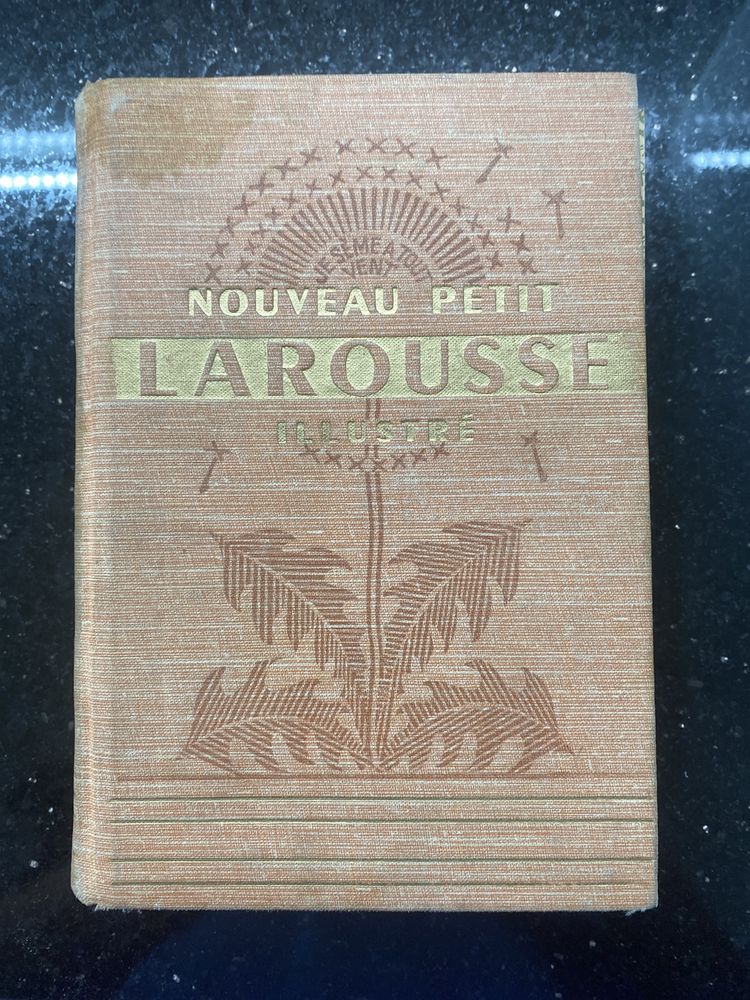 JE SÈME A TOUT
VENT
NOUVEAU PETIT
LAROUSSE
ILLUSTRÉ